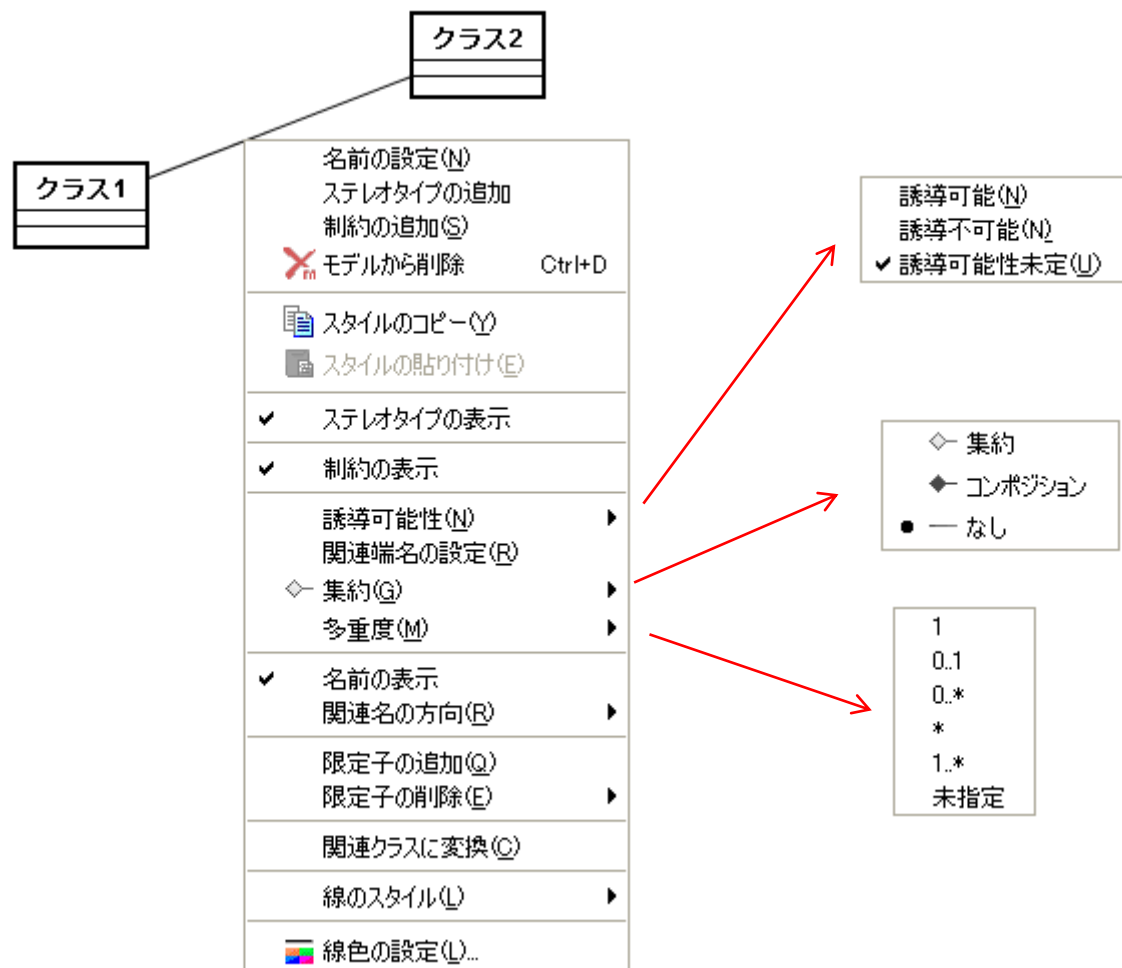 クラス2
クラス1
名前の設定(N)
ステレオタイプの追加
制約の追加(S)
モデルから削除 Ctrl+D
スタイルのコピー(Y)
スタイルの貼り付け(E)
ステレオタイプの表示
制約の表示
誘導可能性(N)
関連端名の設定(R)
集約(G)
多重度(M)
名前の表示
関連名の方向(R)
限定子の追加(Q)
限定子の削除(E)
関連クラスに変換(C)
線のスタイル(L)
線色の設定(L)...
誘導可能(N)
誘導不可能(N)
誘導可能性未定(U)
集約
コンポジション
なし
1
0..1
0..*
*
1..*
未指定